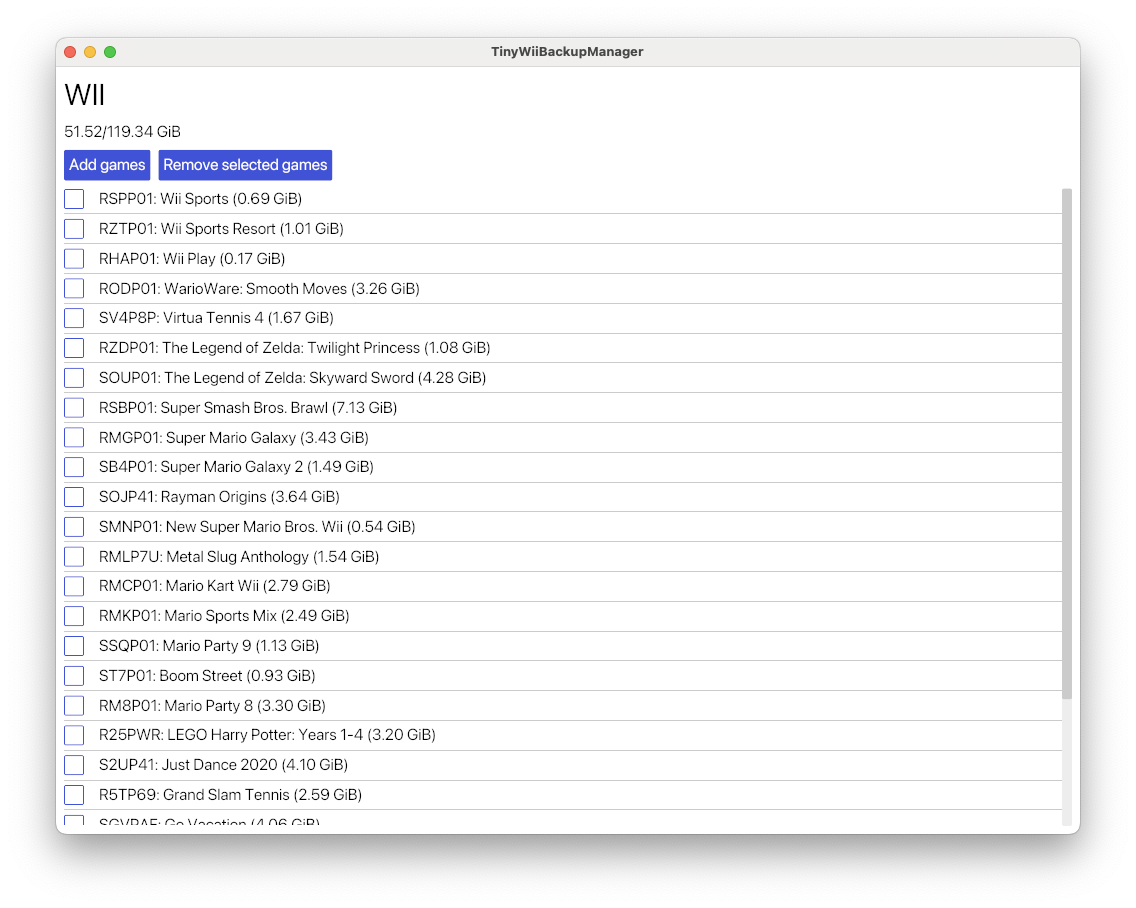 TinyWiiBackupManager
WII
51.52/119.34 GiB
Add games Remove selected games
RSPP01: Wii Sports (0.69 GiB)
RZTP01: Wii Sports Resort (1.01 GiB)
RHAP01: Wii Play (0.17 GiB)
RODP01: WarioWare: Smooth Moves (3.26 GiB)
SV4P8P: Virtua Tennis 4 (1.67 GiB)
RZDP01: The Legend of Zelda: Twilight Princess (1.08 GiB)
SOUP01: The Legend of Zelda: Skyward Sword (4.28 GiB)
RSBP01: Super Smash Bros. Brawl (7.13 GiB)
RMGP01: Super Mario Galaxy (3.43 GiB)
SB4P01: Super Mario Galaxy 2 (1.49 GiB)
SOJP41: Rayman Origins (3.64 GiB)
SMNP01: New Super Mario Bros. Wii (0.54 GiB)
RMLP7U: Metal Slug Anthology (1.54 GiB)
RMCP01: Mario Kart Wii (2.79 GiB)
RMKP01: Mario Sports Mix (2.49 GiB)
SSQP01: Mario Party 9 (1.13 GiB)
ST7P01: Boom Street (0.93 GiB)
RM8P01: Mario Party 8 (3.30 GiB)
R25PWR: LEGO Harry Potter: Years 1-4 (3.20 GiB)
S2UP41: Just Dance 2020 (4.10 GiB)
R5TP69: Grand Slam Tennis (2.59 GiB)
SGVPAF: Go Vacation (4.06 GiB)